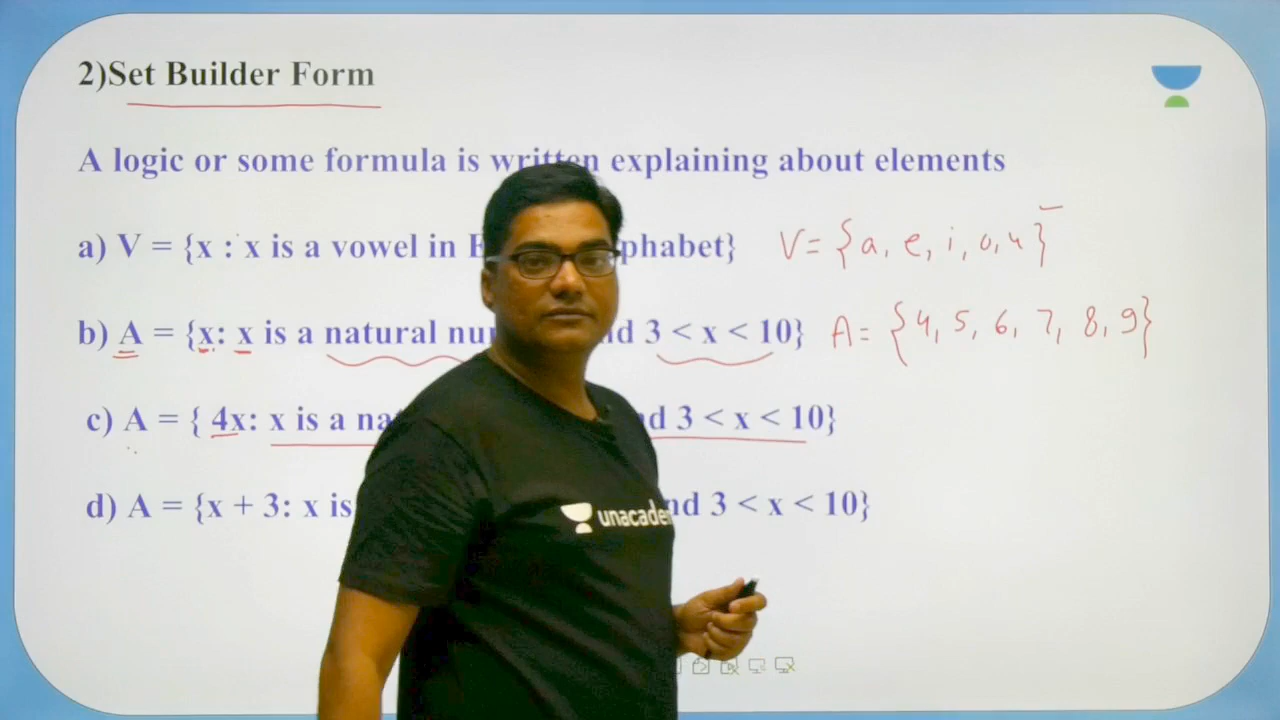 2)Set Builder Form
A logic or some formula is written explaining about elements
a) V = {x : x is a vowel in phabet} V = {a, e, i, o, u}
b) A = {x: x is a natural nu d 3 < x < 10} A = {4, 5, 6, 7, 8, 9}
c) A = { 4x: x is a na d 3 < x < 10}
d) A = {x + 3: x is nd 3 < x < 10}
unacade